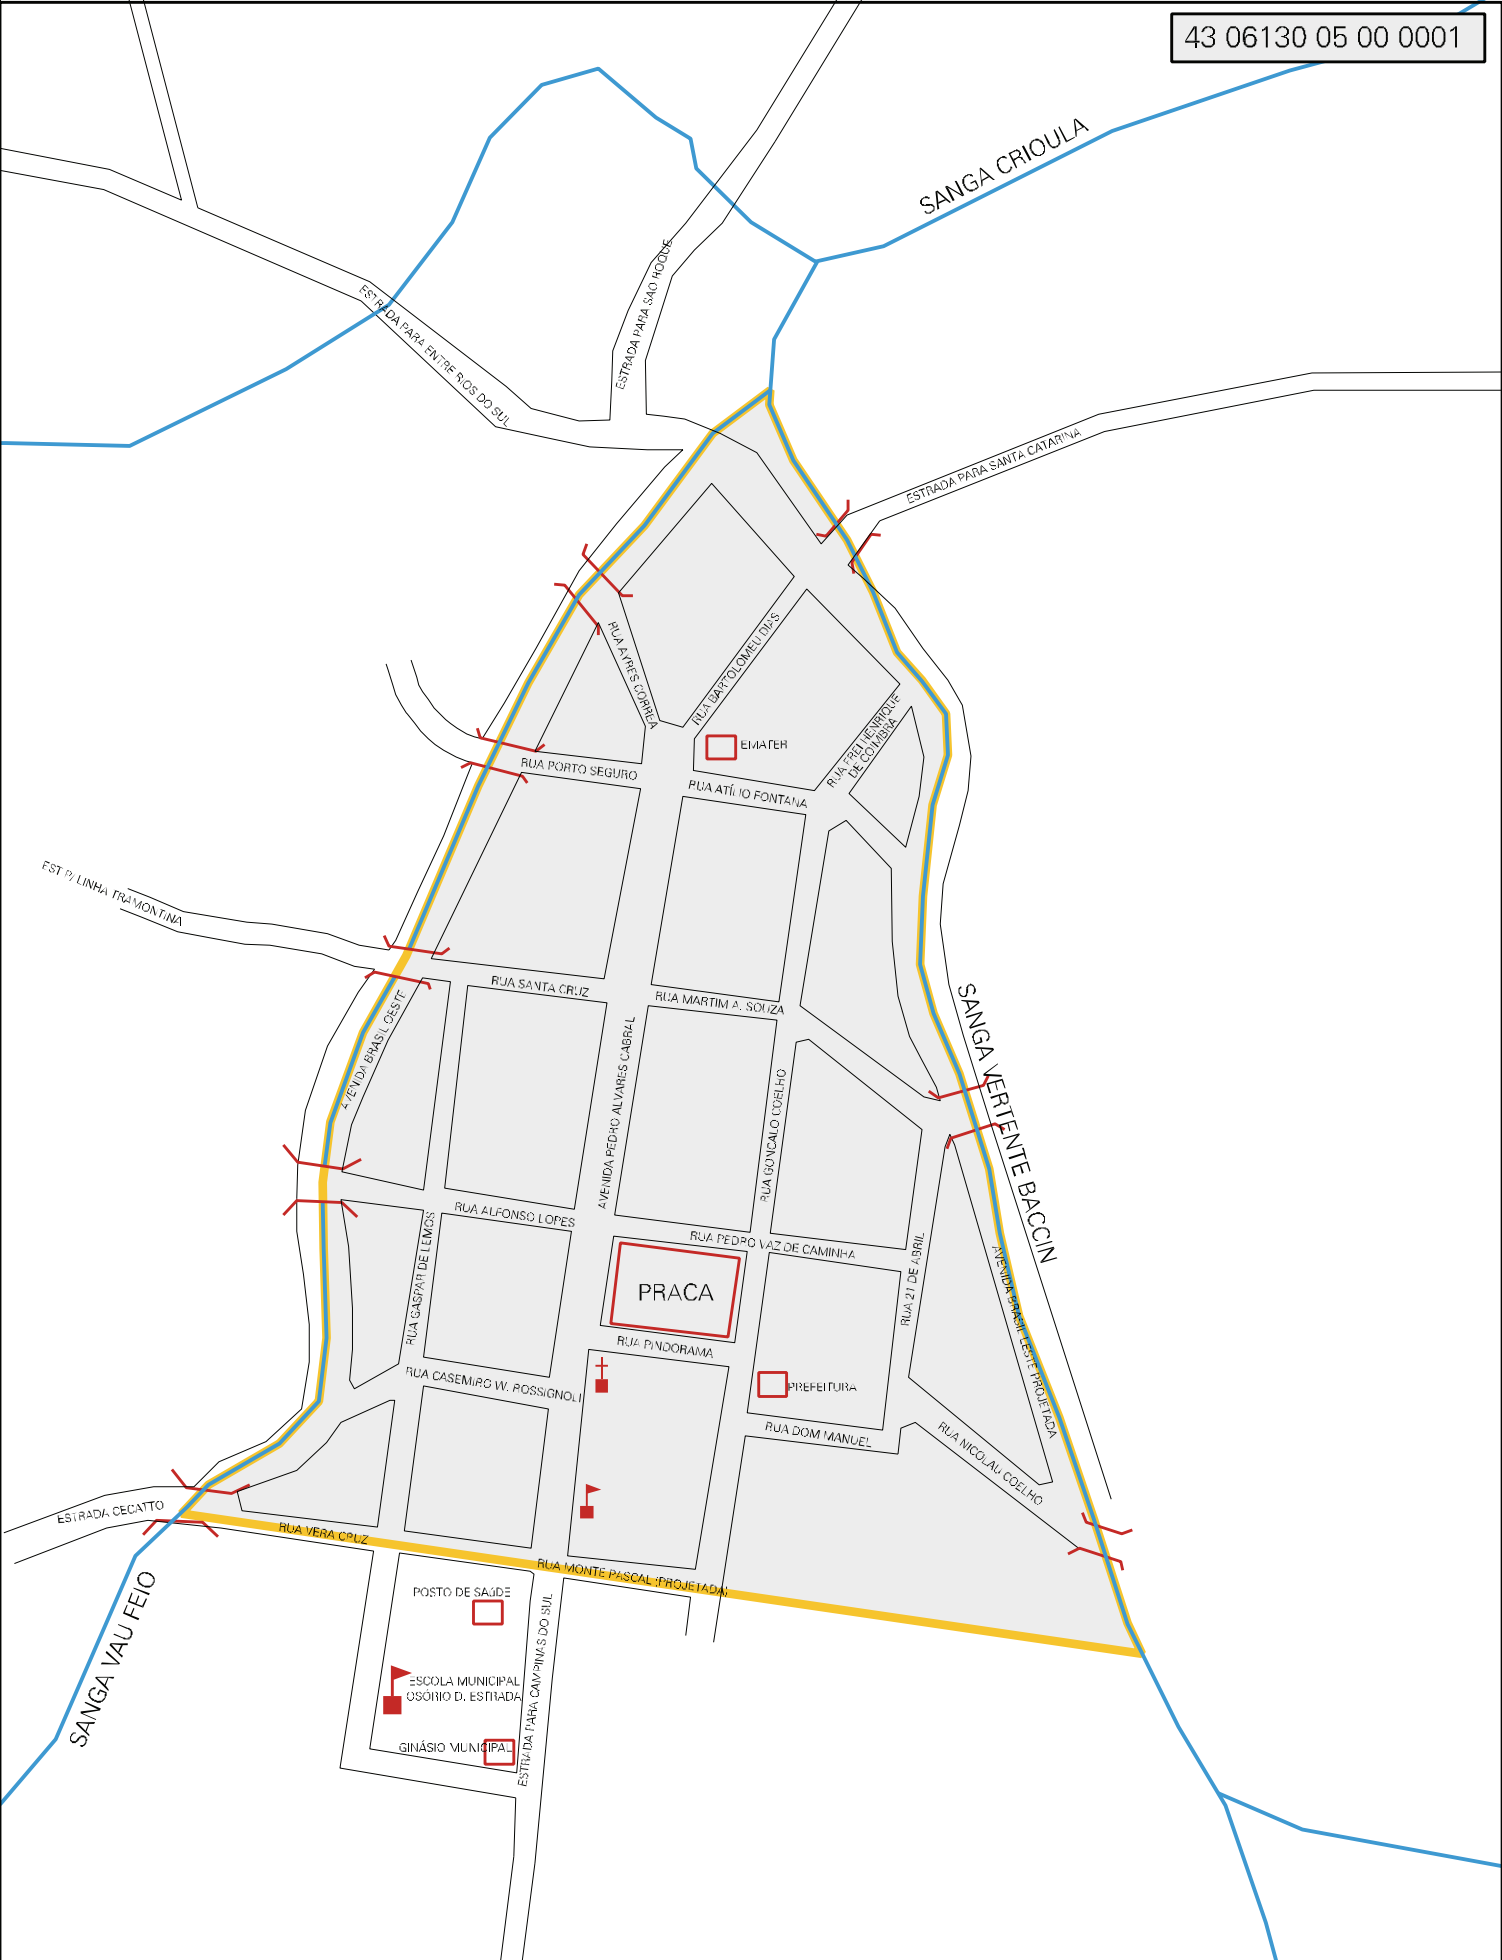 43 06130 05 00 0001
SANGA CRIOULA
ESTRADA PARA SAO ROQUE
ESTRADA PARA ENTRE RIOS DO SUL
ESTRADA PARA SANTA CATARINA
RUA AYRES CORREA
RUA BARTOLOMEU DIAS
RUA FREI HENRIQUE
DE COIMBRA
EMATER
RUA PORTO SEGURO
RUA ATÍLIO FONTANA
EST P/ LINHA TRAMONTINA
RUA SANTA CRUZ
RUA MARTIM A. SOUZA
AVENIDA BRASIL OESTE
AVENIDA PEDRO ALVARES CABRAL
RUA GONCALO COELHO
SANGA VERTENTE BACCIN
RUA ALFONSO LOPES
RUA PEDRO VAZ DE CAMINHA
RUA GASPAR DE LEMOS
PRACA
RUA 21 DE ABRIL
AVENIDA BRASIL LESTE PROJETADA
RUA PINDORAMA
RUA CASEMIRO W. ROSSIGNOLI
PREFEITURA
RUA DOM MANUEL
RUA NICOLAU COELHO
ESTRADA CECATTO
RUA VERA CRUZ
RUA MONTE PASCAL (PROJETADA)
SANGA VAU FEIO
POSTO DE SAúDE
ESTRADA PARA CAMPINAS DO SUL
ESCOLA MUNICIPAL
OSÓRIO D. ESTRADA
GINÁSIO MUNICIPAL